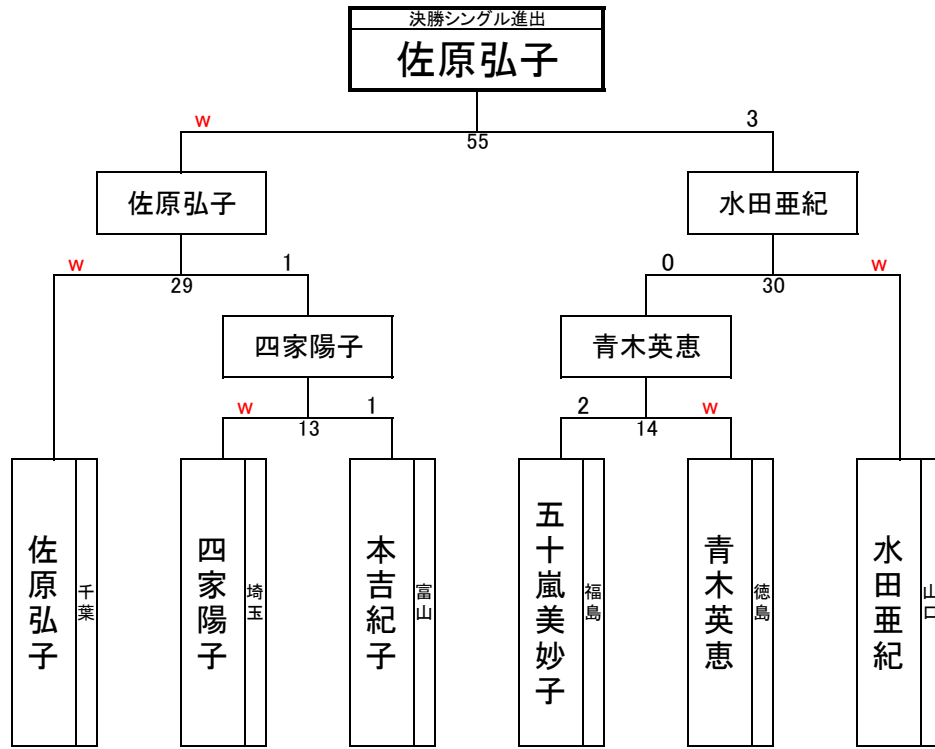 決勝シングル進出
佐原弘子
w
3
55
佐原弘子
水田亜紀
w
1
0
w
29
30
四家陽子
青木英恵
w
1
2
w
13
14
佐原弘子
千葉
四家陽子
埼玉
本吉紀子
富山
五十嵐美妙子
福島
青木英恵
徳島
水田亜紀
山口